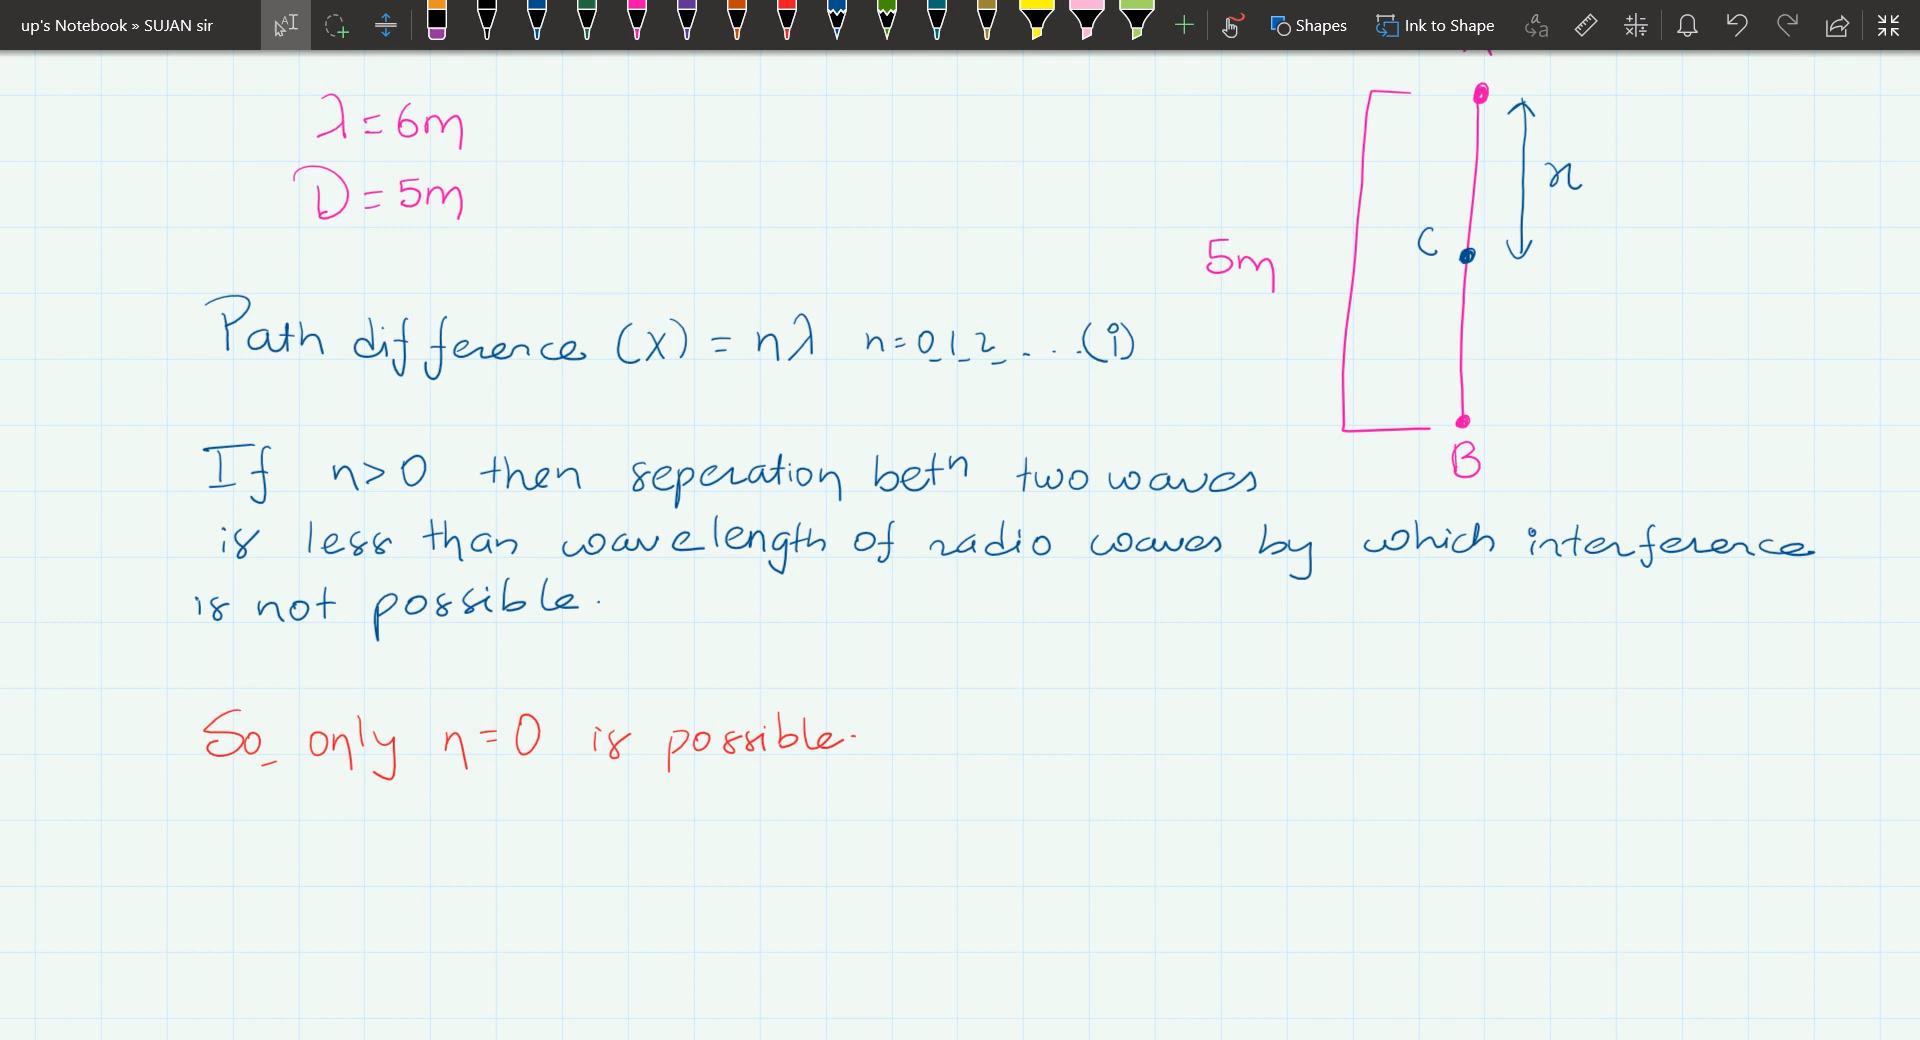 up's Notebook » SUJAN sir
Shapes
Ink to Shape
λ = 6m
D = 5m
x
C
5m
Path difference (x) = nλ n = 0, 1, 2, ... (i)
B
If n>0 then seperation betn two waves
is less than wavelength of radio waves by which interference
is not possible.
So, only n = 0 is possible.